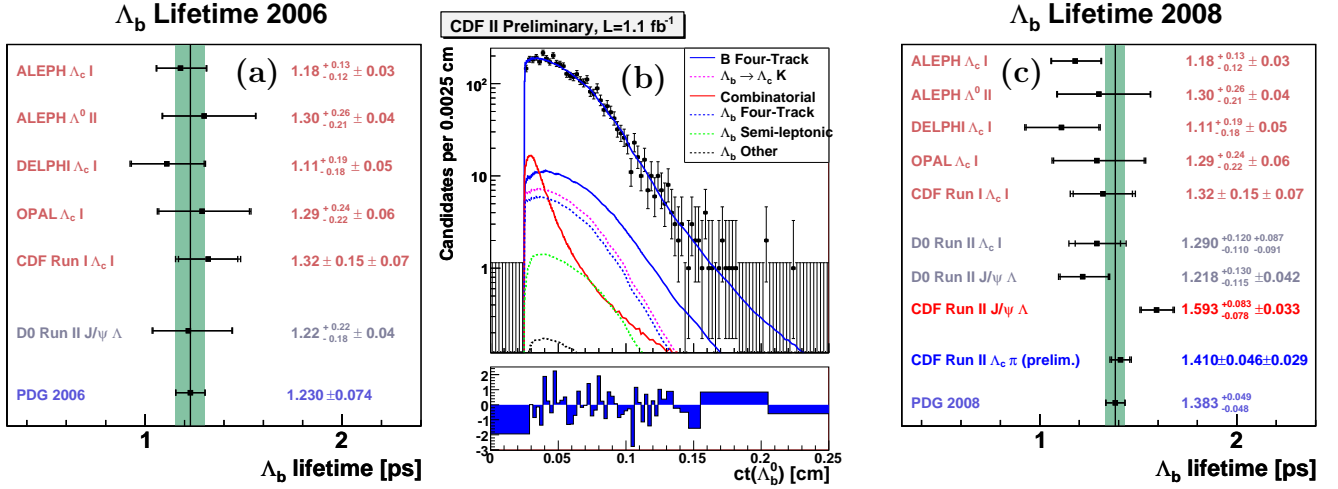 Λb Lifetime 2006
(a)
ALEPH Λc l 1.18 +0.13 -0.12 ± 0.03
ALEPH Λ0 ll 1.30 +0.26 -0.21 ± 0.04
DELPHI Λc l 1.11 +0.19 -0.18 ± 0.05
OPAL Λc l 1.29 +0.24 -0.22 ± 0.06
CDF Run I Λc l 1.32 ± 0.15 ± 0.07
D0 Run II J/ψ Λ 1.22 +0.22 -0.18 ± 0.04
PDG 2006 1.230 ±0.074
1 2
Λb lifetime [ps]
CDF II Preliminary, L=1.1 fb-1
(b)
B Four-Track
Λb → Λc K
Combinatorial
Λb Four-Track
Λb Semi-leptonic
Λb Other
Candidates per 0.0025 cm
10²
10
1
2
1
0
-1
-2
-3
0 0.05 0.1 0.15 0.2 0.25
ct(Λb0) [cm]
Λb Lifetime 2008
(c)
ALEPH Λc l 1.18 +0.13 -0.12 ± 0.03
ALEPH Λ0 ll 1.30 +0.26 -0.21 ± 0.04
DELPHI Λc l 1.11 +0.19 -0.18 ± 0.05
OPAL Λc l 1.29 +0.24 -0.22 ± 0.06
CDF Run I Λc l 1.32 ± 0.15 ± 0.07
D0 Run II Λc l 1.290 +0.120 -0.110 +0.087 -0.091
D0 Run II J/ψ Λ 1.218 +0.130 -0.115 ±0.042
CDF Run II J/ψ Λ 1.593 +0.083 -0.078 ±0.033
CDF Run II Λc π (prelim.) 1.410±0.046±0.029
PDG 2008 1.383 +0.049 -0.048
1 2
Λb lifetime [ps]